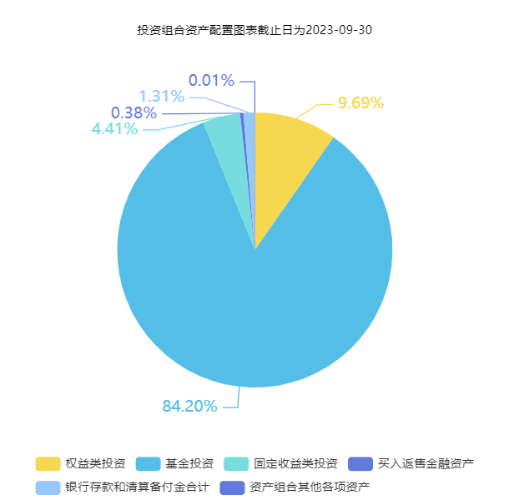 投资组合资产配置图表截止日为2023-09-30
0.01%
1.31%
9.69%
0.38%
4.41%
84.20%
权益类投资 基金投资 固定收益类投资 买入返售金融资产
银行存款和清算备付金合计 资产组合其他各项资产